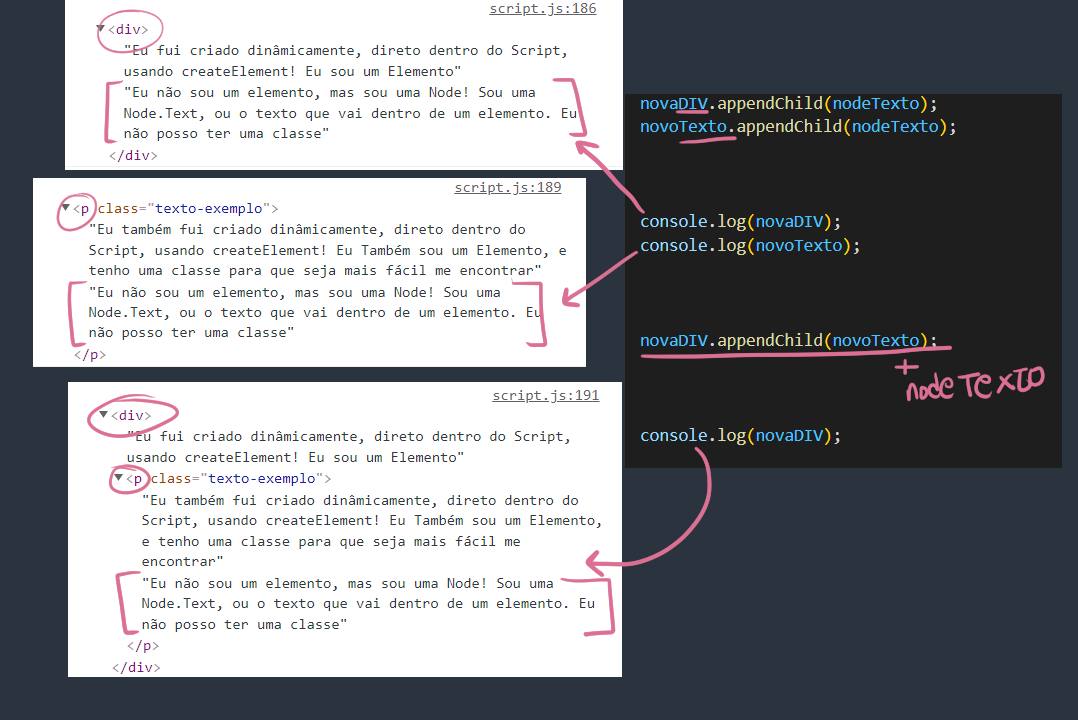 script.js:186
▼<div>
"Eu fui criado dinâmicamente, direto dentro do Script,
usando createElement! Eu sou um Elemento"
"Eu não sou um elemento, mas sou uma Node! Sou uma
Node.Text, ou o texto que vai dentro de um elemento. Eu
não posso ter uma classe"
</div>
script.js:189
▼<p class="texto-exemplo">
"Eu também fui criado dinâmicamente, direto dentro do
Script, usando createElement! Eu Também sou um Elemento, e
tenho uma classe para que seja mais fácil me encontrar"
"Eu não sou um elemento, mas sou uma Node! Sou uma
Node.Text, ou o texto que vai dentro de um elemento. Eu
não posso ter uma classe"
</p>
script.js:191
▼<div>
"Eu fui criado dinâmicamente, direto dentro do Script,
usando createElement! Eu sou um Elemento"
▼<p class="texto-exemplo">
"Eu também fui criado dinâmicamente, direto dentro do
Script, usando createElement! Eu Também sou um Elemento,
e tenho uma classe para que seja mais fácil me
encontrar"
"Eu não sou um elemento, mas sou uma Node! Sou uma
Node.Text, ou o texto que vai dentro de um elemento. Eu
não posso ter uma classe"
</p>
</div>
novaDIV.appendChild(nodeTexto);
novoTexto.appendChild(nodeTexto);
console.log(novaDIV);
console.log(novoTexto);
novaDIV.appendChild(novoTexto);
+
nodeTEXTO
console.log(novaDIV);